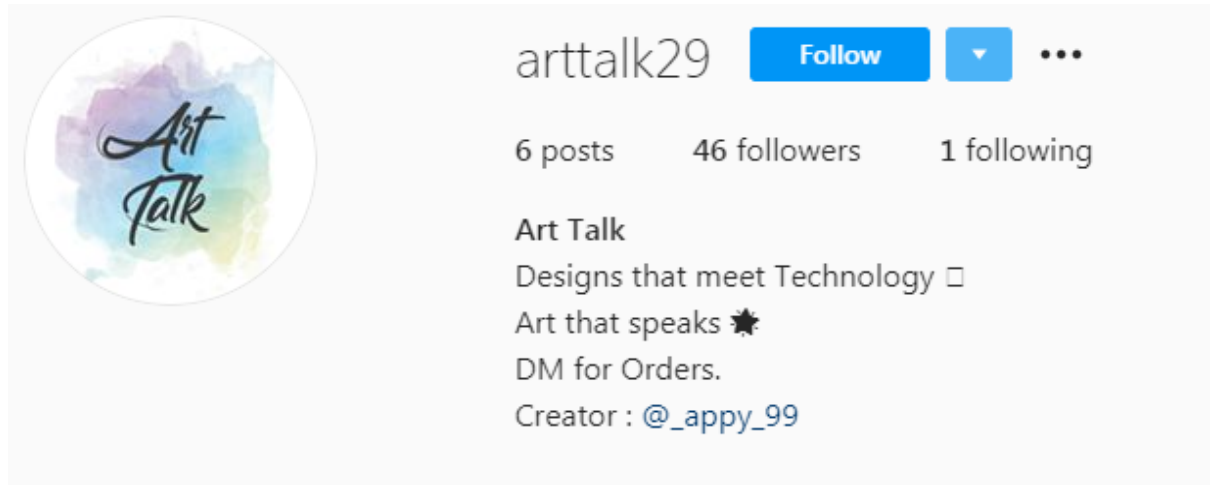 Art
Talk
arttalk29 Follow
6 posts 46 followers 1 following
Art Talk
Designs that meet Technology
Art that speaks
DM for Orders.
Creator : @_appy_99